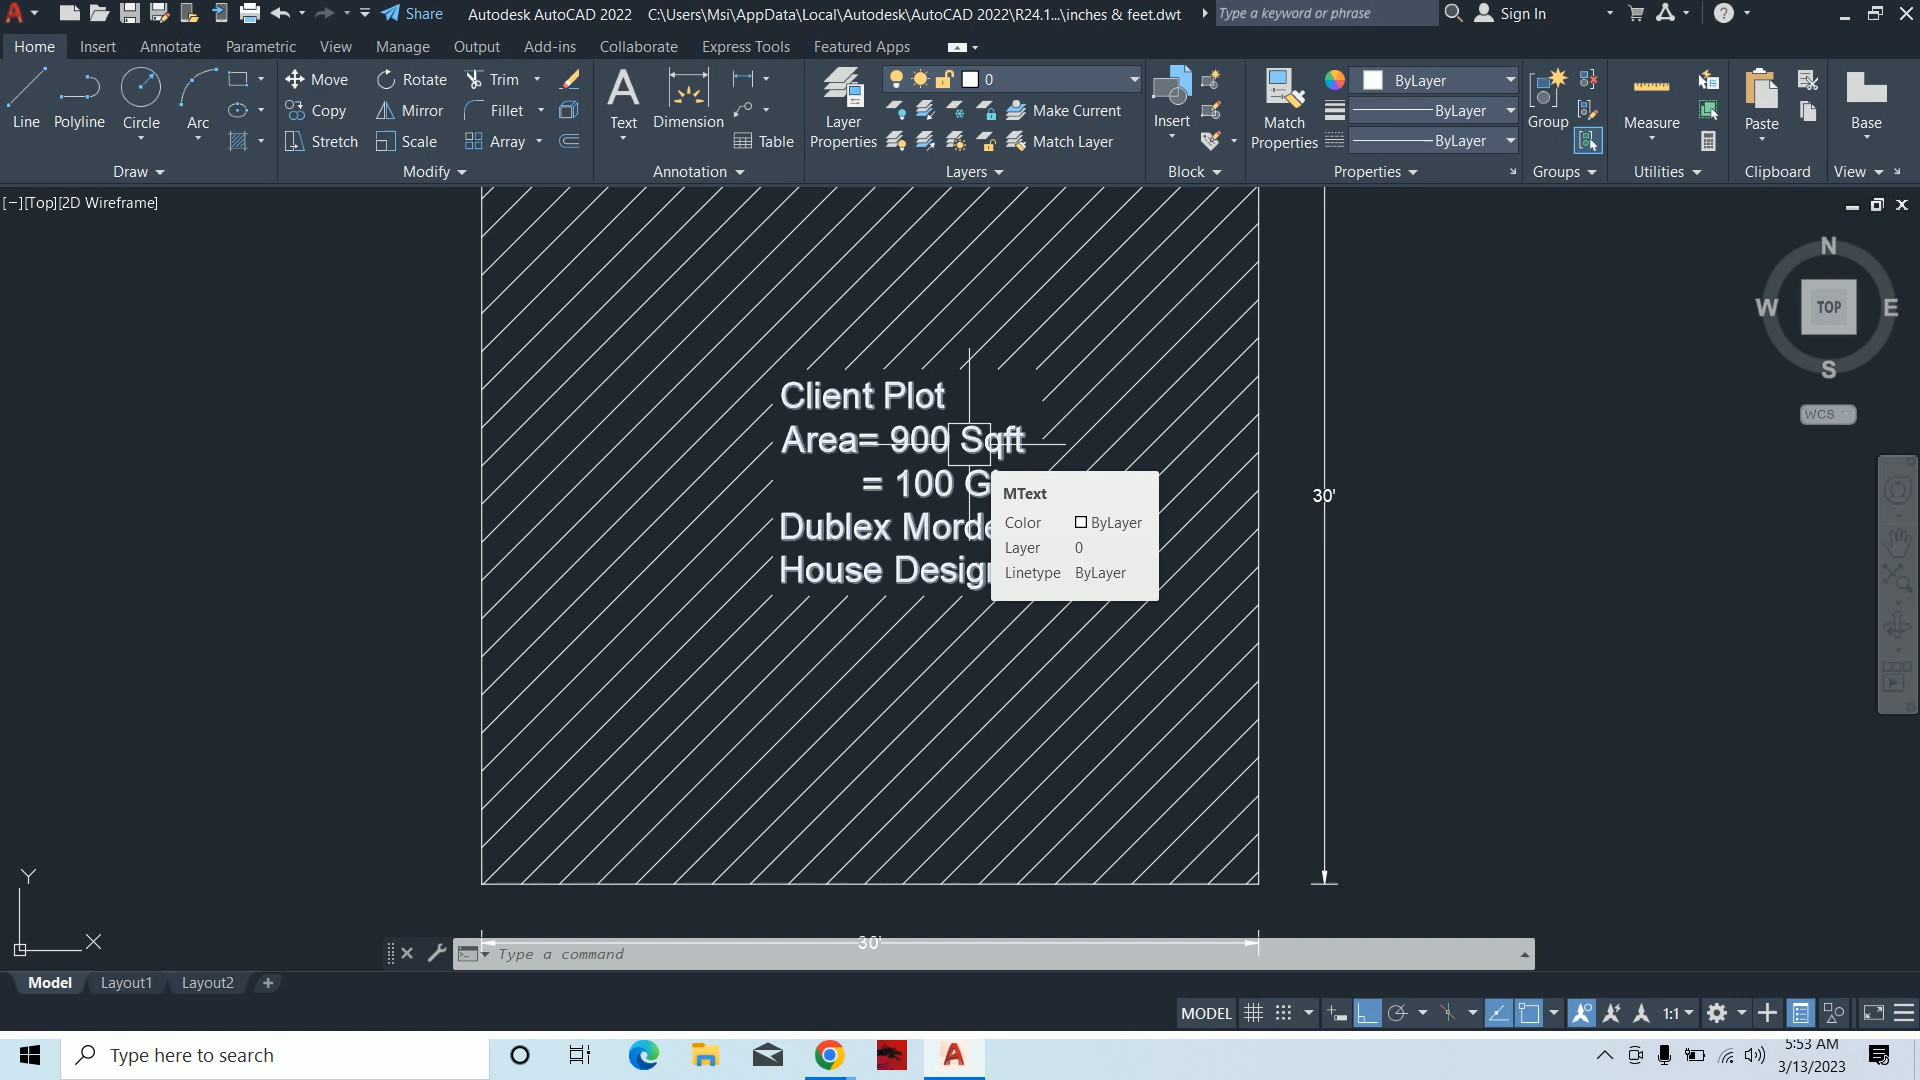 Share
Autodesk AutoCAD 2022 C:\Users\Msi\AppData\Local\Autodesk\AutoCAD 2022\R24.1...\inches & feet.dwt
Type a keyword or phrase
Sign In
Home Insert Annotate Parametric View Manage Output Add-ins Collaborate Express Tools Featured Apps
Line Polyline Circle Arc
Move Rotate Trim
Copy Mirror Fillet
Stretch Scale Array
Text Dimension
Table
Layer Properties
0
Make Current
Match Layer
Insert
Match Properties
ByLayer
ByLayer
ByLayer
Group
Measure
Paste
Base
Draw Modify Annotation Layers Block Properties Groups Utilities Clipboard View
[−][Top][2D Wireframe]
N
W TOP E
S
WCS
Client Plot
Area= 900 Sqft
= 100 G
Dublex Morde
House Design
MText
Color ByLayer
Layer 0
Linetype ByLayer
30'
30'
Y
X
Type a command
Model Layout1 Layout2 +
MODEL
1:1
Type here to search
5:53 AM
3/13/2023